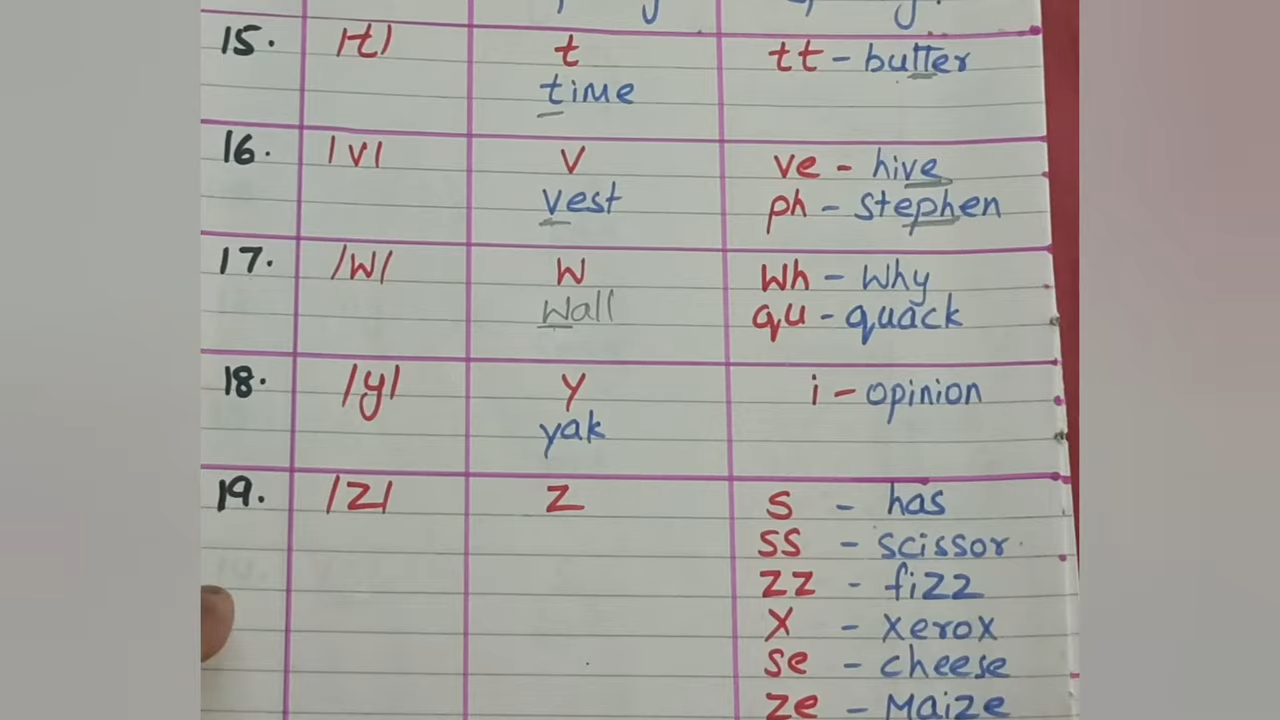 15. /t/ t tt - butter
time
16. /v/ v ve - hive
vest ph - stephen
17. /w/ w wh - why
wall qu - quack
18. /y/ y i - opinion
yak
19. /z/ z s - has
ss - scissor
zz - fizz
x - xerox
se - cheese
ze - maize